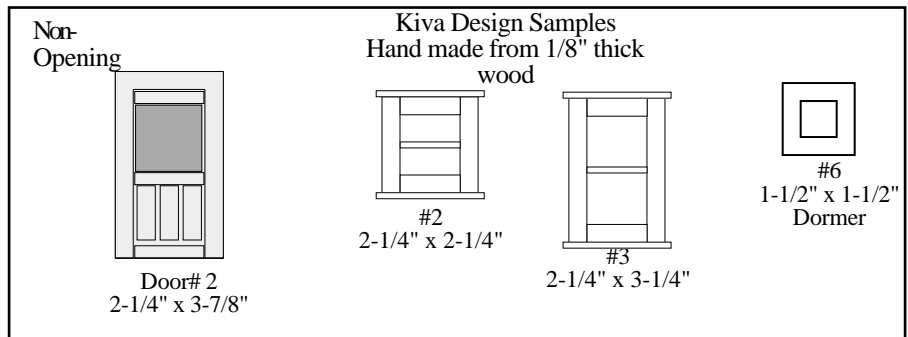 Non-
Opening
Kiva Design Samples
Hand made from 1/8" thick
wood
Door# 2
2-1/4" x 3-7/8"
#2
2-1/4" x 2-1/4"
#3
2-1/4" x 3-1/4"
#6
1-1/2" x 1-1/2"
Dormer